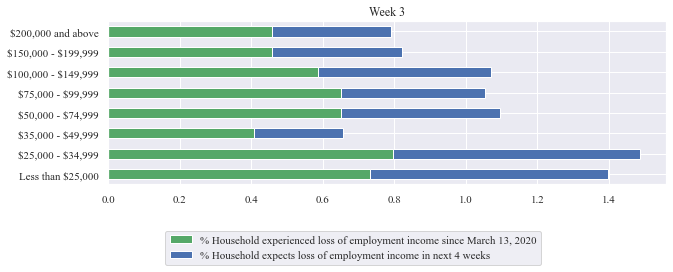 Week 3
$200,000 and above
$150,000 - $199,999
$100,000 - $149,999
$75,000 - $99,999
$50,000 - $74,999
$35,000 - $49,999
$25,000 - $34,999
Less than $25,000
0.0 0.2 0.4 0.6 0.8 1.0 1.2 1.4
% Household experienced loss of employment income since March 13, 2020
% Household expects loss of employment income in next 4 weeks